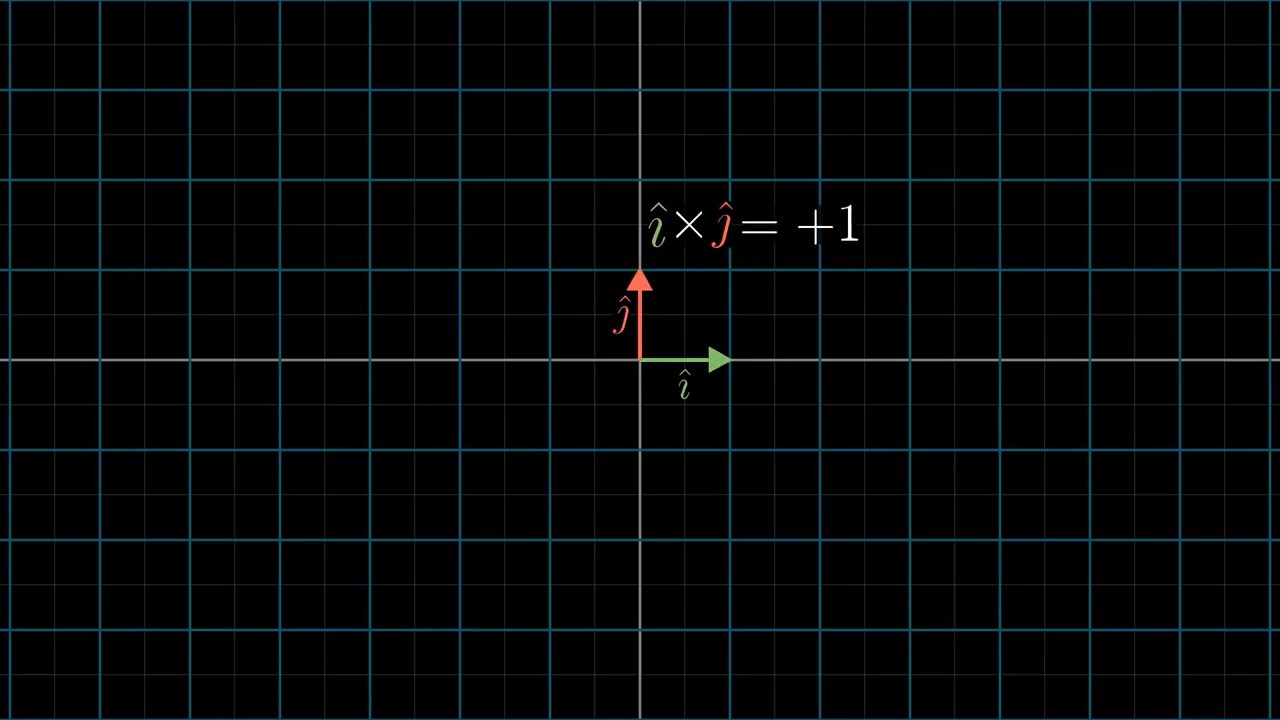 î × ĵ = +1
ĵ
î